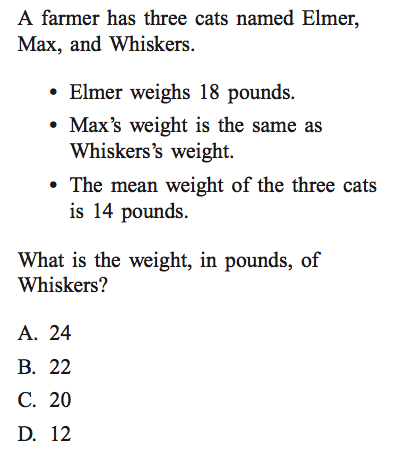 A farmer has three cats named Elmer,
Max, and Whiskers.
• Elmer weighs 18 pounds.
• Max’s weight is the same as
Whiskers’s weight.
• The mean weight of the three cats
is 14 pounds.
What is the weight, in pounds, of
Whiskers?
A. 24
B. 22
C. 20
D. 12